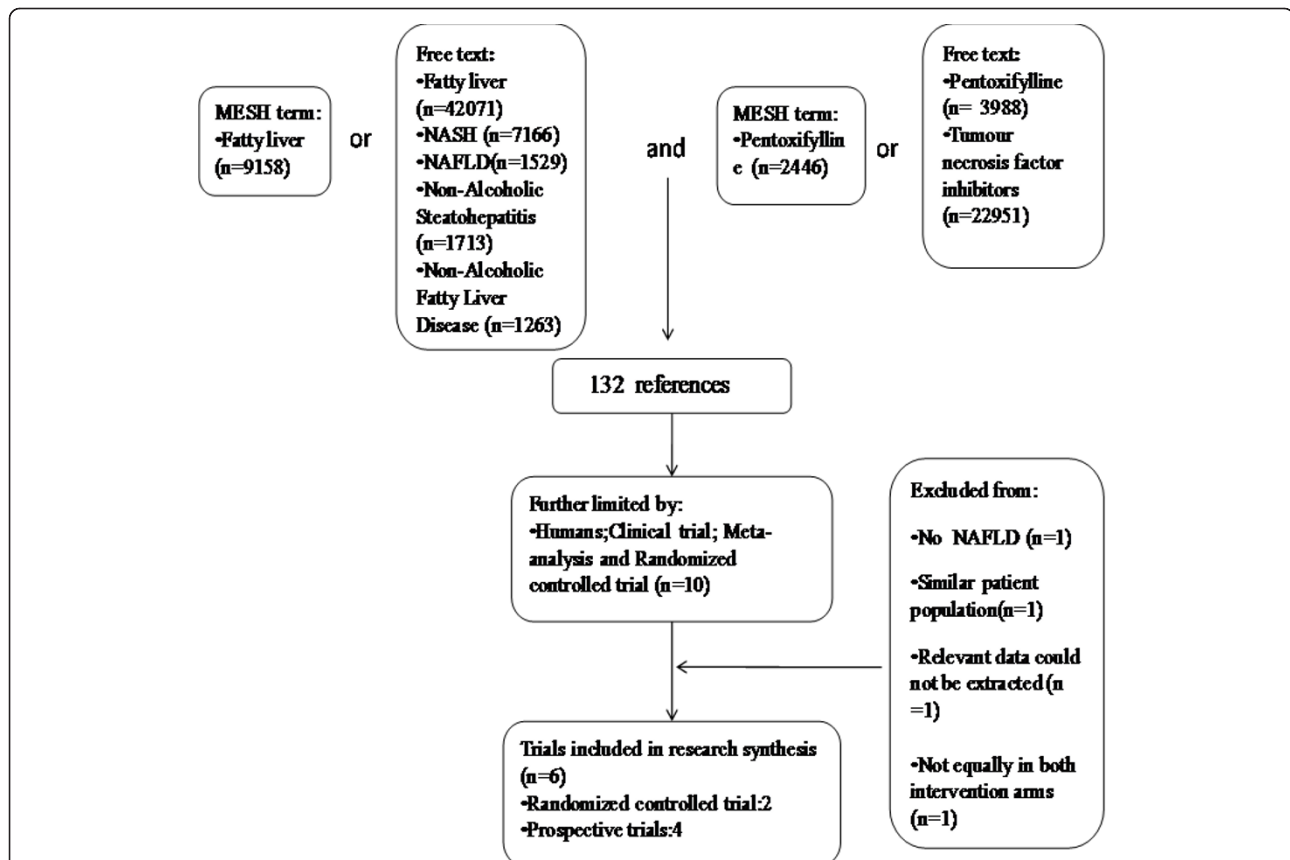 MESH term:
•Fatty liver
(n=9158)
or
Free text:
•Fatty liver
(n=42071)
•NASH (n=7166)
•NAFLD(n=1529)
•Non-Alcoholic
Steatohepatitis
(n=1713)
•Non-Alcoholic
Fatty Liver
Disease (n=1263)
and
MESH term:
•Pentoxifyllin
e (n=2446)
or
Free text:
•Pentoxifylline
(n= 3988)
•Tumour
necrosis factor
inhibitors
(n=22951)
132 references
Further limited by:
•Humans;Clinical trial; Meta-
analysis and Randomized
controlled trial (n=10)
Excluded from:
•No NAFLD (n=1)
•Similar patient
population(n=1)
•Relevant data could
not be extracted (n
=1)
•Not equally in both
intervention arms
(n=1)
Trials included in research synthesis
(n=6)
•Randomized controlled trial:2
•Prospective trials:4